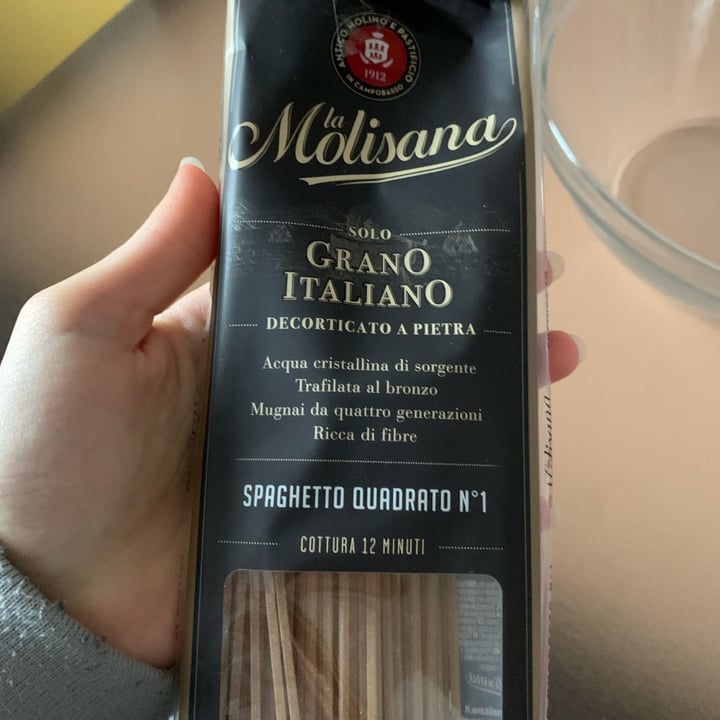 ANTICO MOLINO E PASTIFICIO
1912
IN CAMPOBASSO
la
Molisana
SOLO
GRANO
ITALIANO
DECORTICATO A PIETRA
Acqua cristallina di sorgente
Trafilata al bronzo
Mugnai da quattro generazioni
Ricca di fibre
SPAGHETTO QUADRATO N°1
COTTURA 12 MINUTI